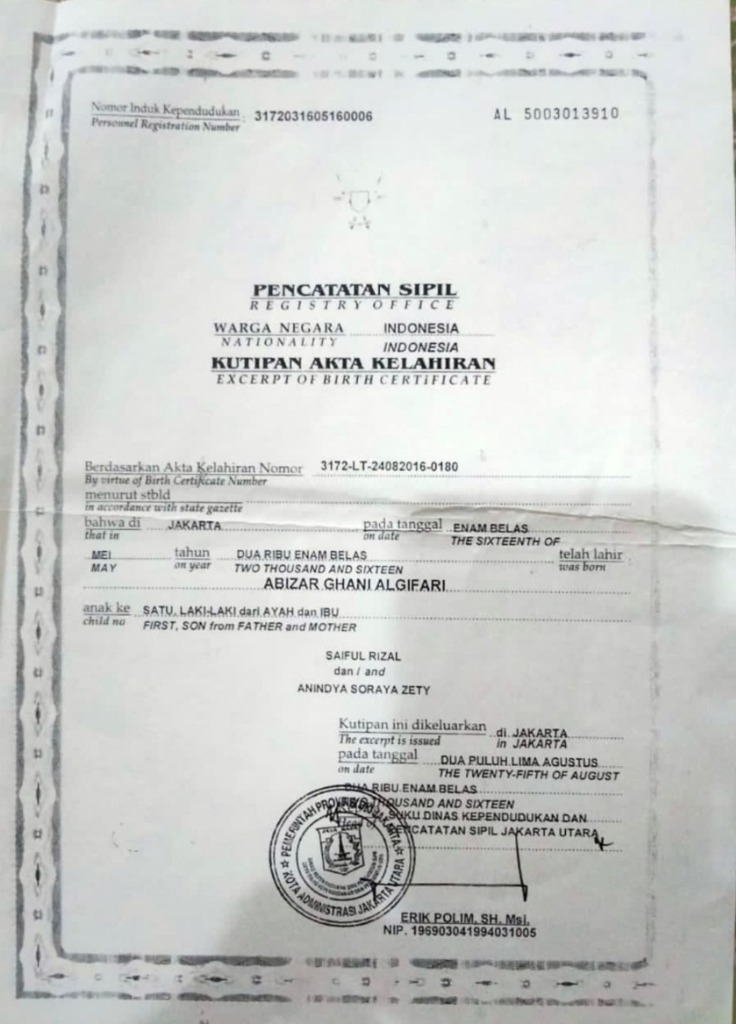 Nomor Induk Kependudukan : 3172031605160006
Personnel Registration Number
AL 5003013910
PENCATATAN SIPIL
REGISTRY OFFICE
WARGA NEGARA INDONESIA
NATIONALITY INDONESIA
KUTIPAN AKTA KELAHIRAN
EXCERPT OF BIRTH CERTIFICATE
Berdasarkan Akta Kelahiran Nomor 3172-LT-24082016-0180
By virtue of Birth Certificate Number
menurut stbld
in accordance with state gazette
bahwa di JAKARTA pada tanggal ENAM BELAS
that in on date THE SIXTEENTH OF
MEI tahun DUA RIBU ENAM BELAS telah lahir
MAY on year TWO THOUSAND AND SIXTEEN was born
ABIZAR GHANI ALGIFARI
anak ke SATU, LAKI-LAKI dari AYAH dan IBU
child no FIRST, SON from FATHER and MOTHER
SAIFUL RIZAL
dan / and
ANINDYA SORAYA ZETY
Kutipan ini dikeluarkan di JAKARTA
The excerpt is issued in JAKARTA
pada tanggal DUA PULUH LIMA AGUSTUS
on date THE TWENTY-FIFTH OF AUGUST
DUA RIBU ENAM BELAS
THOUSAND AND SIXTEEN
SUKU DINAS KEPENDUDUKAN DAN
PENCATATAN SIPIL JAKARTA UTARA
PEMERINTAH PROVINSI DKI JAKARTA
KOTA ADMINISTRASI JAKARTA UTARA
ERIK POLIM, SH. Msi.
NIP. 196903041994031005